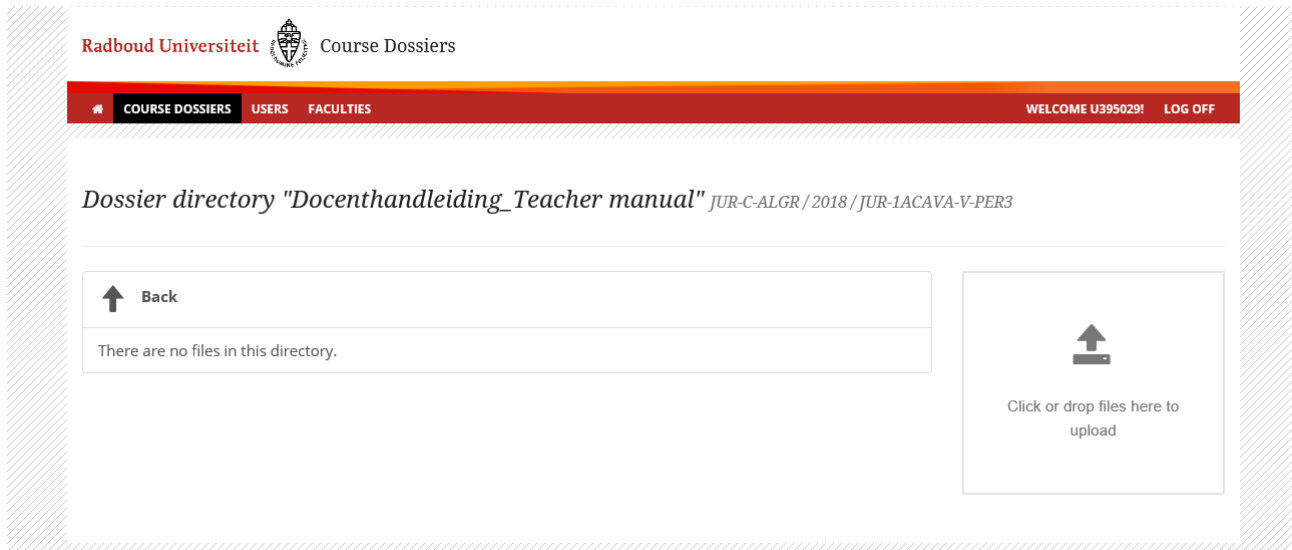 Radboud Universiteit Course Dossiers
COURSE DOSSIERS USERS FACULTIES WELCOME U395029! LOG OFF
Dossier directory "Docenthandleiding_Teacher manual" JUR-C-ALGR / 2018 / JUR-1ACAVA-V-PER3
Back
There are no files in this directory.
Click or drop files here to
upload